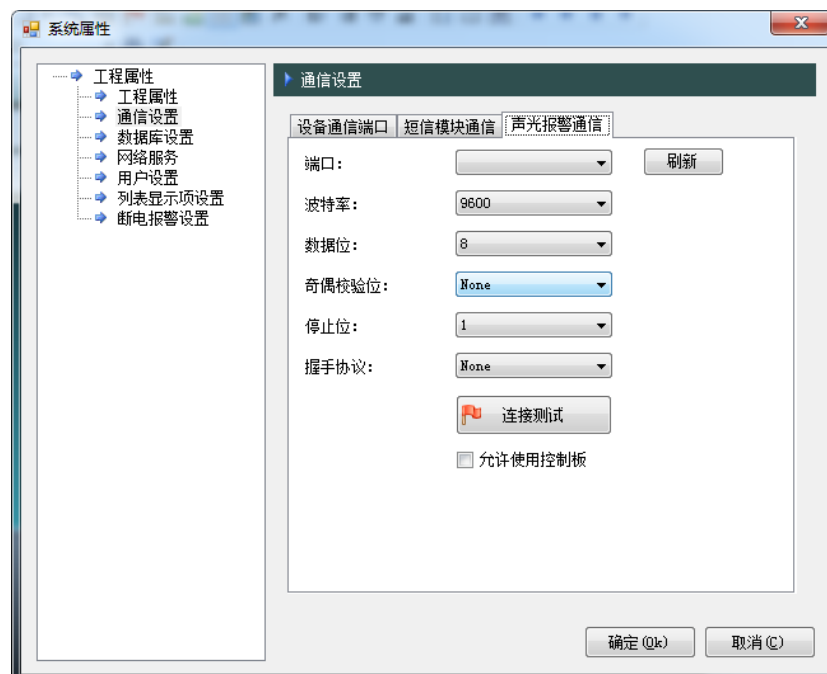 系统属性
工程属性
工程属性
通信设置
数据库设置
网络服务
用户设置
列表显示项设置
断电报警设置
通信设置
设备通信端口 短信模块通信 声光报警通信
端口: 刷新
波特率: 9600
数据位: 8
奇偶校验位: None
停止位: 1
握手协议: None
连接测试
允许使用控制板
确定(Ok) 取消(C)